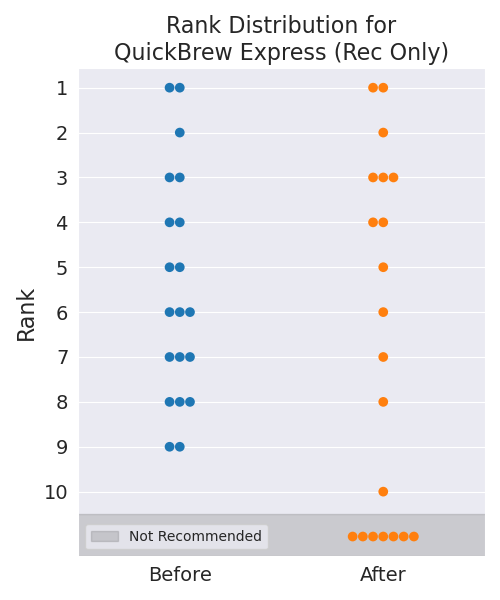 Rank Distribution for
QuickBrew Express (Rec Only)
Rank
1
2
3
4
5
6
7
8
9
10
Not Recommended
Before
After